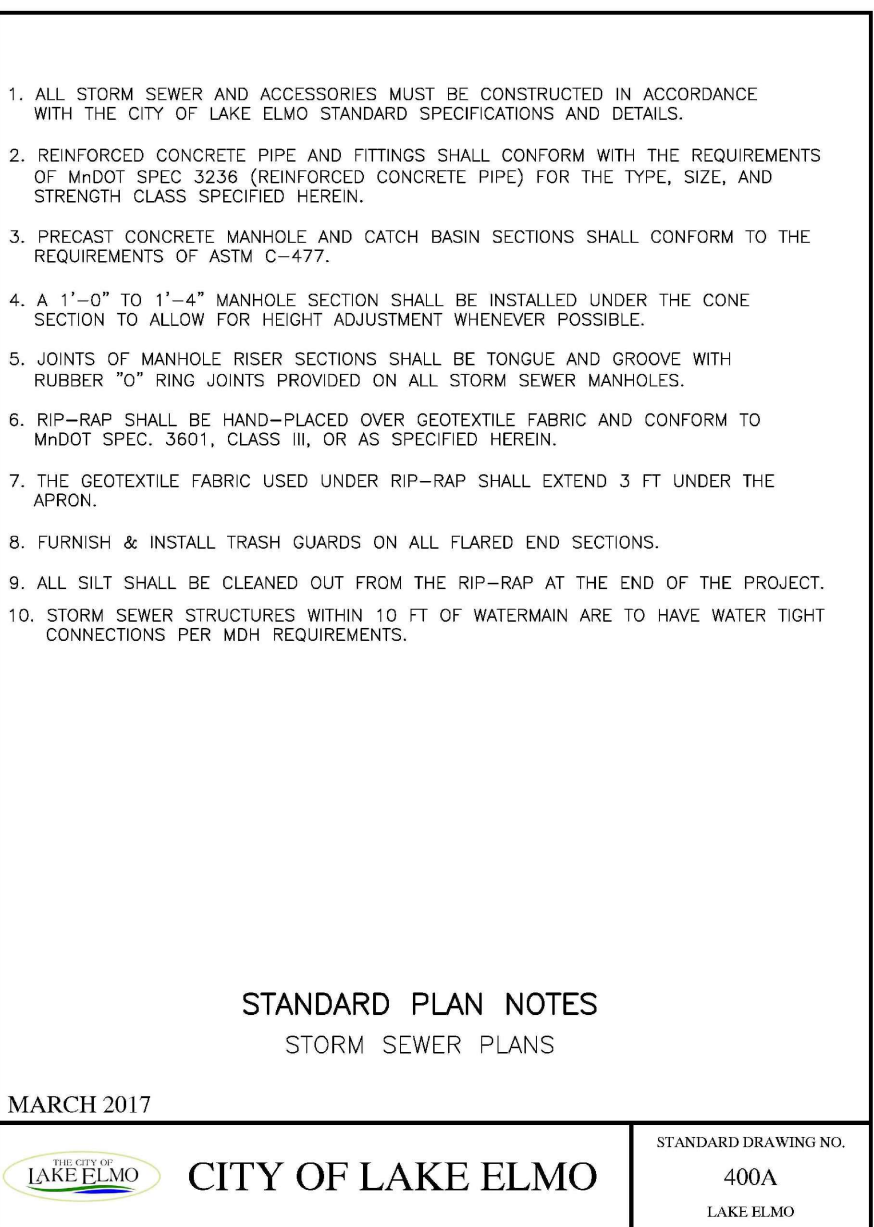 1. ALL STORM SEWER AND ACCESSORIES MUST BE CONSTRUCTED IN ACCORDANCE
WITH THE CITY OF LAKE ELMO STANDARD SPECIFICATIONS AND DETAILS.
2. REINFORCED CONCRETE PIPE AND FITTINGS SHALL CONFORM WITH THE REQUIREMENTS
OF MnDOT SPEC 3236 (REINFORCED CONCRETE PIPE) FOR THE TYPE, SIZE, AND
STRENGTH CLASS SPECIFIED HEREIN.
3. PRECAST CONCRETE MANHOLE AND CATCH BASIN SECTIONS SHALL CONFORM TO THE
REQUIREMENTS OF ASTM C-477.
4. A 1'-0" TO 1'-4" MANHOLE SECTION SHALL BE INSTALLED UNDER THE CONE
SECTION TO ALLOW FOR HEIGHT ADJUSTMENT WHENEVER POSSIBLE.
5. JOINTS OF MANHOLE RISER SECTIONS SHALL BE TONGUE AND GROOVE WITH
RUBBER "O" RING JOINTS PROVIDED ON ALL STORM SEWER MANHOLES.
6. RIP-RAP SHALL BE HAND-PLACED OVER GEOTEXTILE FABRIC AND CONFORM TO
MnDOT SPEC. 3601, CLASS III, OR AS SPECIFIED HEREIN.
7. THE GEOTEXTILE FABRIC USED UNDER RIP-RAP SHALL EXTEND 3 FT UNDER THE
APRON.
8. FURNISH & INSTALL TRASH GUARDS ON ALL FLARED END SECTIONS.
9. ALL SILT SHALL BE CLEANED OUT FROM THE RIP-RAP AT THE END OF THE PROJECT.
10. STORM SEWER STRUCTURES WITHIN 10 FT OF WATERMAIN ARE TO HAVE WATER TIGHT
CONNECTIONS PER MDH REQUIREMENTS.
STANDARD PLAN NOTES
STORM SEWER PLANS
MARCH 2017
THE CITY OF
LAKE ELMO
CITY OF LAKE ELMO
STANDARD DRAWING NO.
400A
LAKE ELMO